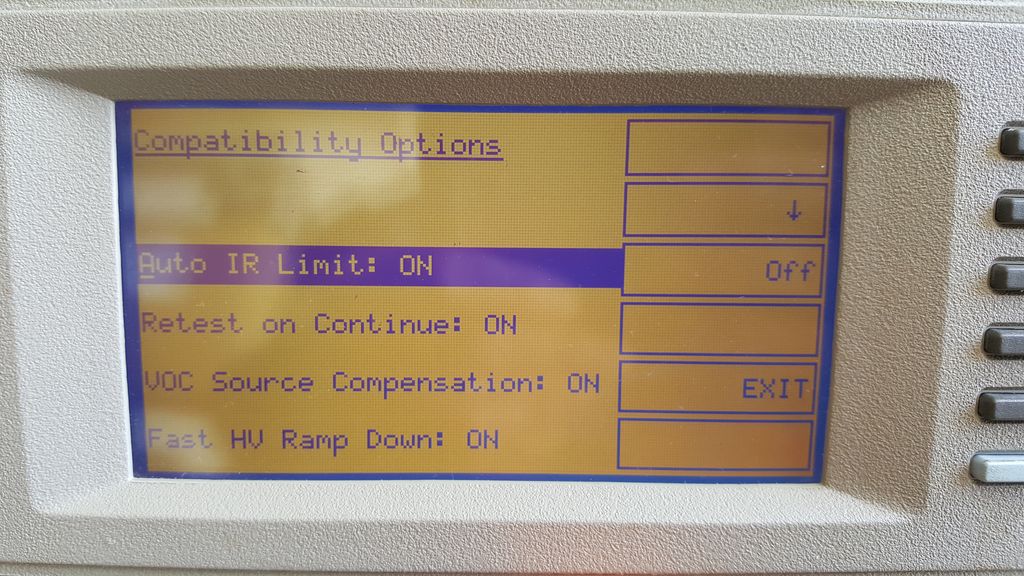 Compatibility Options
↓
Auto IR Limit: ON
Off
Retest on Continue: ON
VOC Source Compensation: ON
EXIT
Fast HV Ramp Down: ON